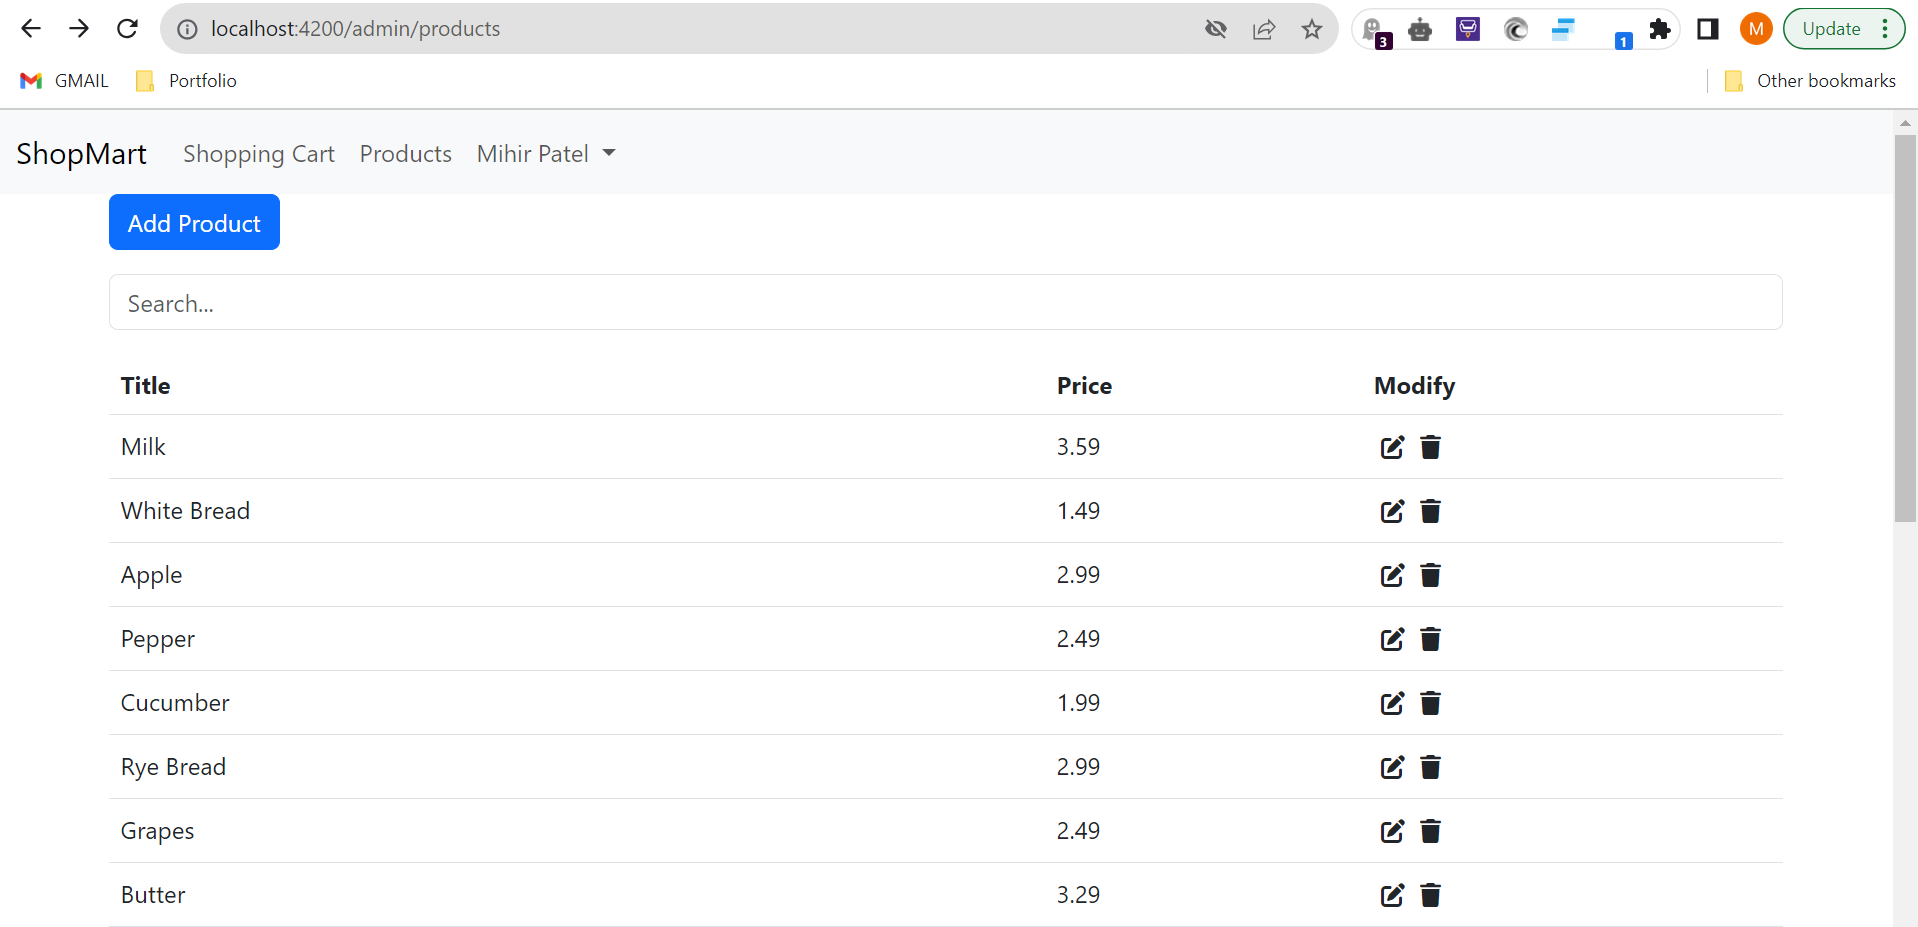 localhost:4200/admin/products
3
1
M
Update
GMAIL
Portfolio
Other bookmarks
ShopMart
Shopping Cart
Products
Mihir Patel
Add Product
Search...
Title Price Modify
Milk 3.59
White Bread 1.49
Apple 2.99
Pepper 2.49
Cucumber 1.99
Rye Bread 2.99
Grapes 2.49
Butter 3.29